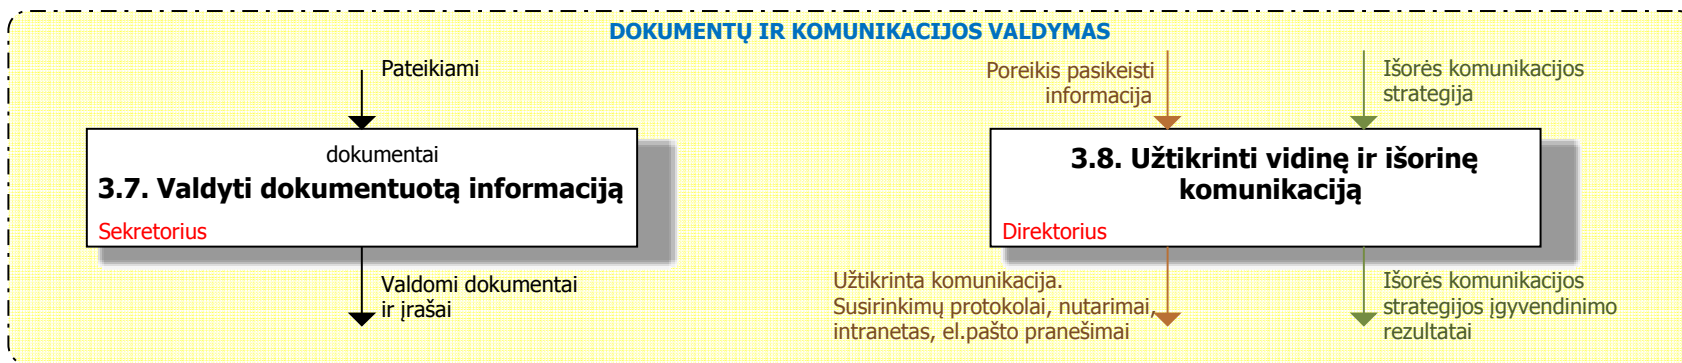 DOKUMENTŲ IR KOMUNIKACIJOS VALDYMAS
Pateikiami
dokumentai
3.7. Valdyti dokumentuotą informaciją
Sekretorius
Valdomi dokumentai
ir įrašai
Poreikis pasikeisti
informacija
Išorės komunikacijos
strategija
3.8. Užtikrinti vidinę ir išorinę
komunikaciją
Direktorius
Užtikrinta komunikacija.
Susirinkimų protokolai, nutarimai,
intranetas, el.pašto pranešimai
Išorės komunikacijos
strategijos įgyvendinimo
rezultatai